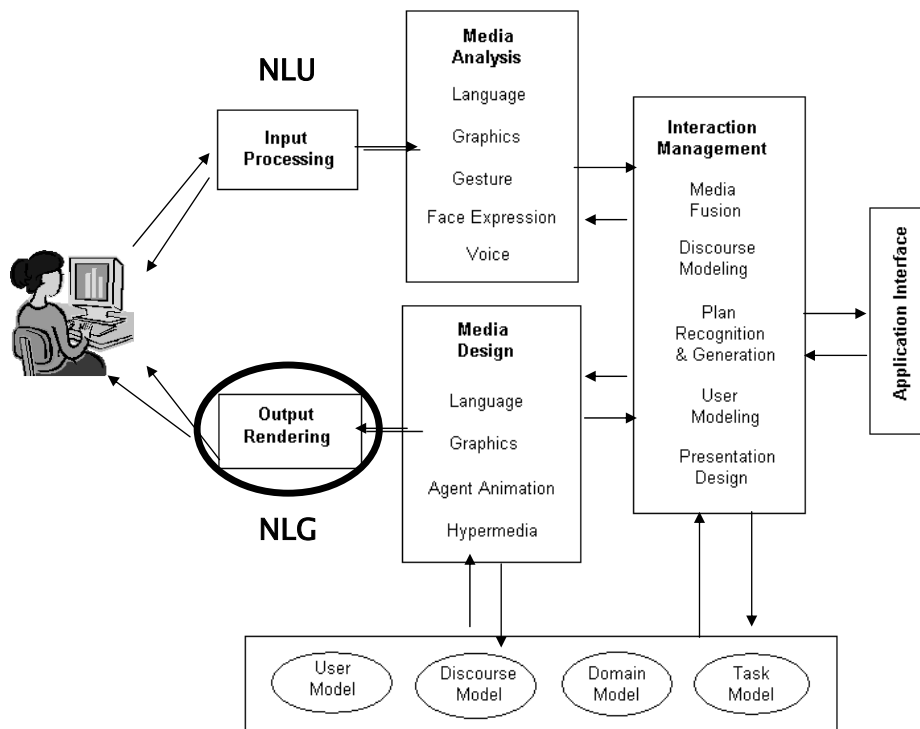 NLU
Input
Processing
Media
Analysis
Language
Graphics
Gesture
Face Expression
Voice
Interaction
Management
Media
Fusion
Discourse
Modeling
Plan
Recognition
& Generation
User
Modeling
Presentation
Design
Application Interface
Media
Design
Language
Graphics
Agent Animation
Hypermedia
Output
Rendering
NLG
User
Model
Discourse
Model
Domain
Model
Task
Model